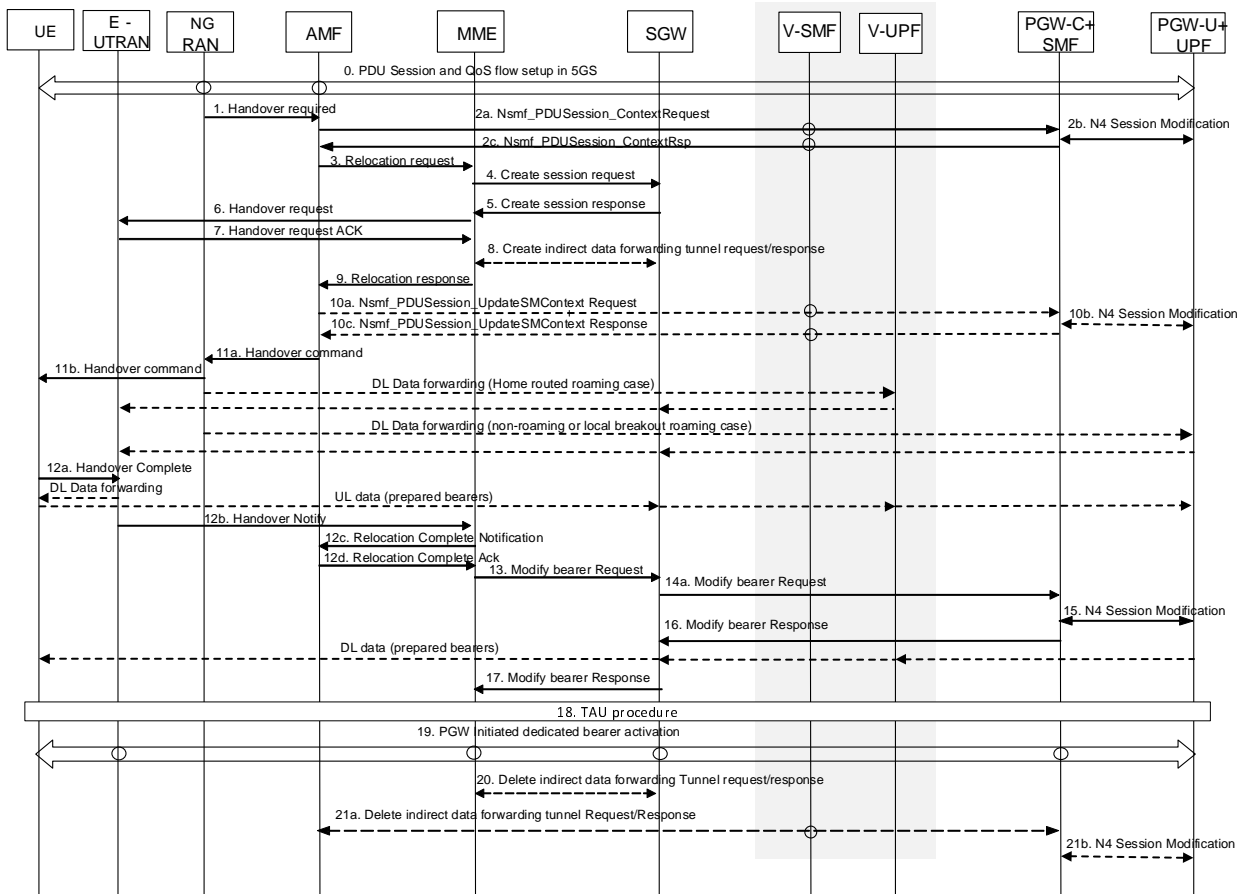 UE
E -
UTRAN
NG
RAN
AMF
MME
SGW
V-SMF
V-UPF
PGW-C+
SMF
PGW-U+
UPF
0. PDU Session and QoS flow setup in 5GS
1. Handover required
2a. Nsmf_PDUSession_ContextRequest
2b. N4 Session Modification
2c. Nsmf_PDUSession_ContextRsp
3. Relocation request
4. Create session request
5. Create session response
6. Handover request
7. Handover request ACK
8. Create indirect data forwarding tunnel request/response
9. Relocation response
10a. Nsmf_PDUSession_UpdateSMContext Request
10b. N4 Session Modification
10c. Nsmf_PDUSession_UpdateSMContext Response
11a. Handover command
11b. Handover command
DL Data forwarding (Home routed roaming case)
DL Data forwarding (non-roaming or local breakout roaming case)
12a. Handover Complete
DL Data forwarding
UL data (prepared bearers)
12b. Handover Notify
12c. Relocation Complete Notification
12d. Relocation Complete Ack
13. Modify bearer Request
14a. Modify bearer Request
15. N4 Session Modification
16. Modify bearer Response
DL data (prepared bearers)
17. Modify bearer Response
18. TAU procedure
19. PGW Initiated dedicated bearer activation
20. Delete indirect data forwarding Tunnel request/response
21a. Delete indirect data forwarding tunnel Request/Response
21b. N4 Session Modification